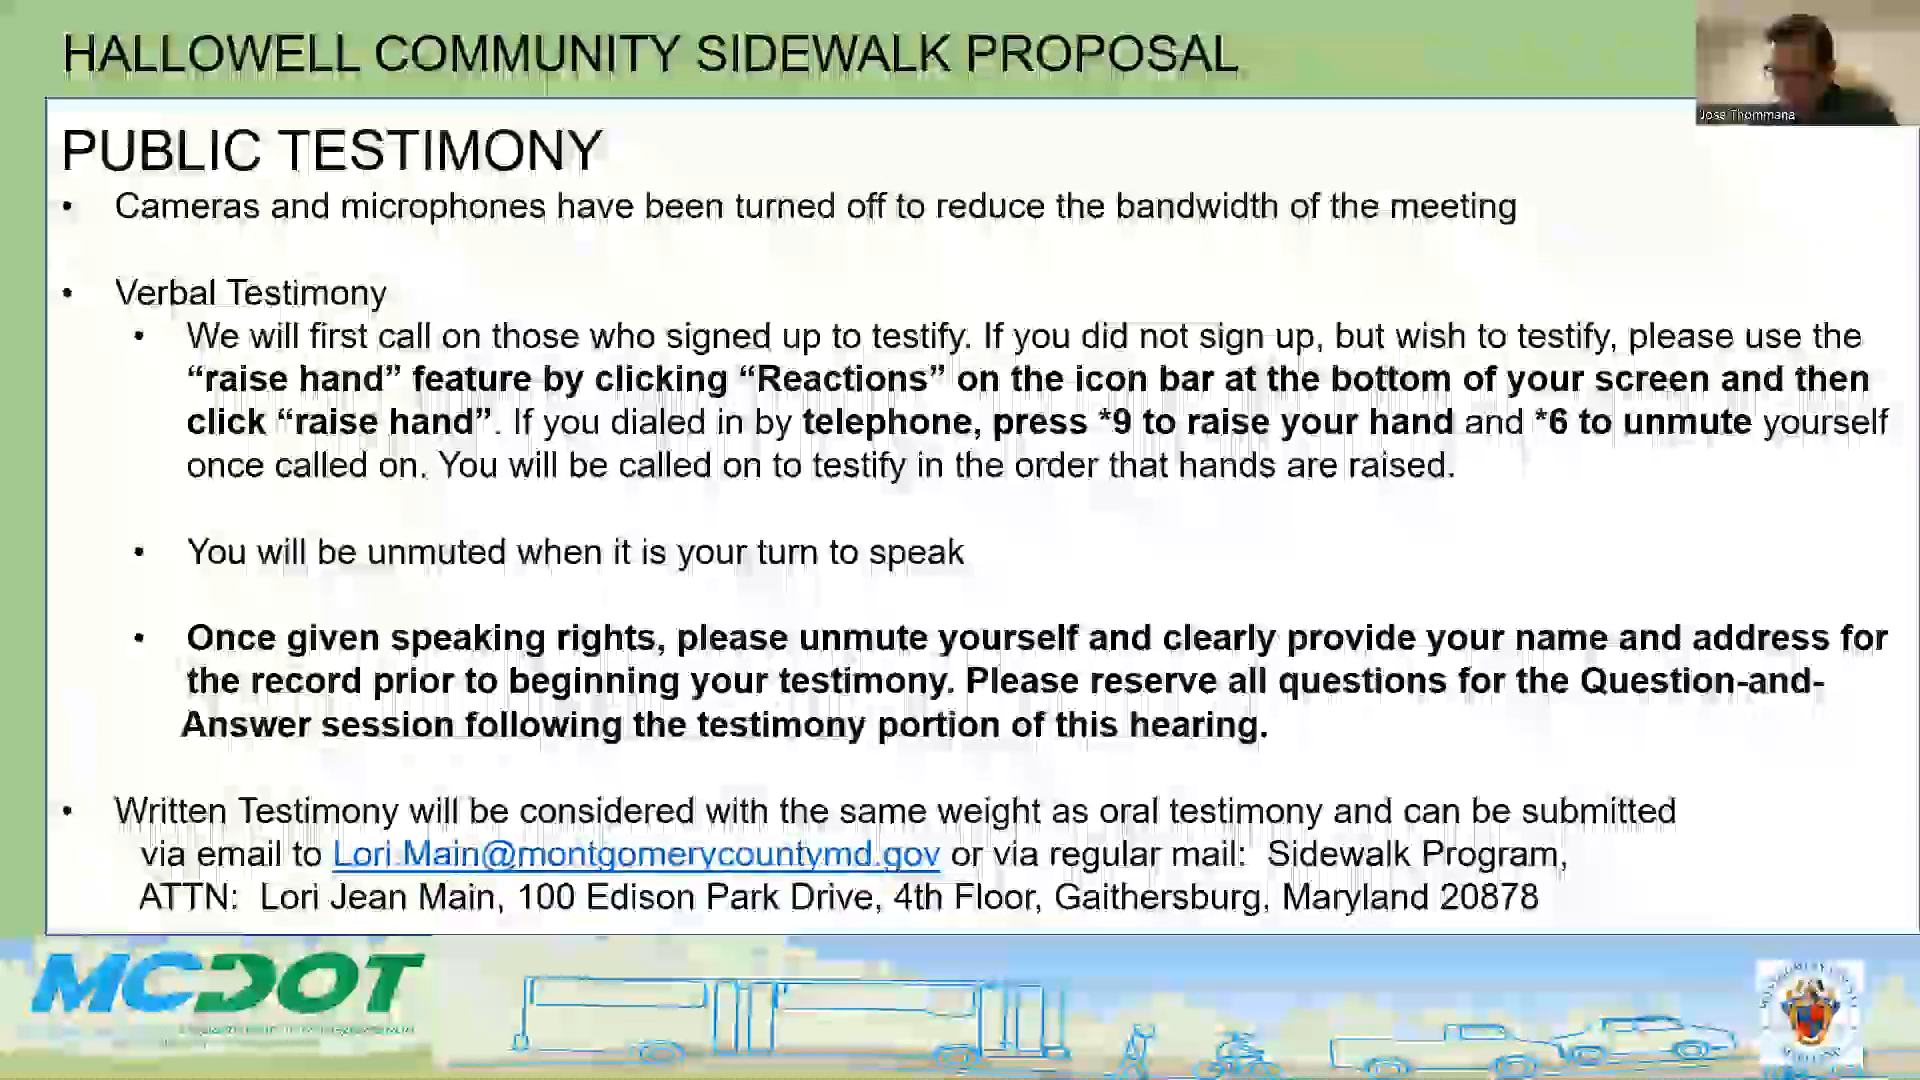 HALLOWELL COMMUNITY SIDEWALK PROPOSAL
Jose Thommana
PUBLIC TESTIMONY
• Cameras and microphones have been turned off to reduce the bandwidth of the meeting
• Verbal Testimony
• We will first call on those who signed up to testify. If you did not sign up, but wish to testify, please use the
“raise hand” feature by clicking “Reactions” on the icon bar at the bottom of your screen and then
click “raise hand”. If you dialed in by telephone, press *9 to raise your hand and *6 to unmute yourself
once called on. You will be called on to testify in the order that hands are raised.
• You will be unmuted when it is your turn to speak
• Once given speaking rights, please unmute yourself and clearly provide your name and address for
the record prior to beginning your testimony. Please reserve all questions for the Question-and-
Answer session following the testimony portion of this hearing.
• Written Testimony will be considered with the same weight as oral testimony and can be submitted
via email to Lori.Main@montgomerycountymd.gov or via regular mail: Sidewalk Program,
ATTN: Lori Jean Main, 100 Edison Park Drive, 4th Floor, Gaithersburg, Maryland 20878
MCDOT